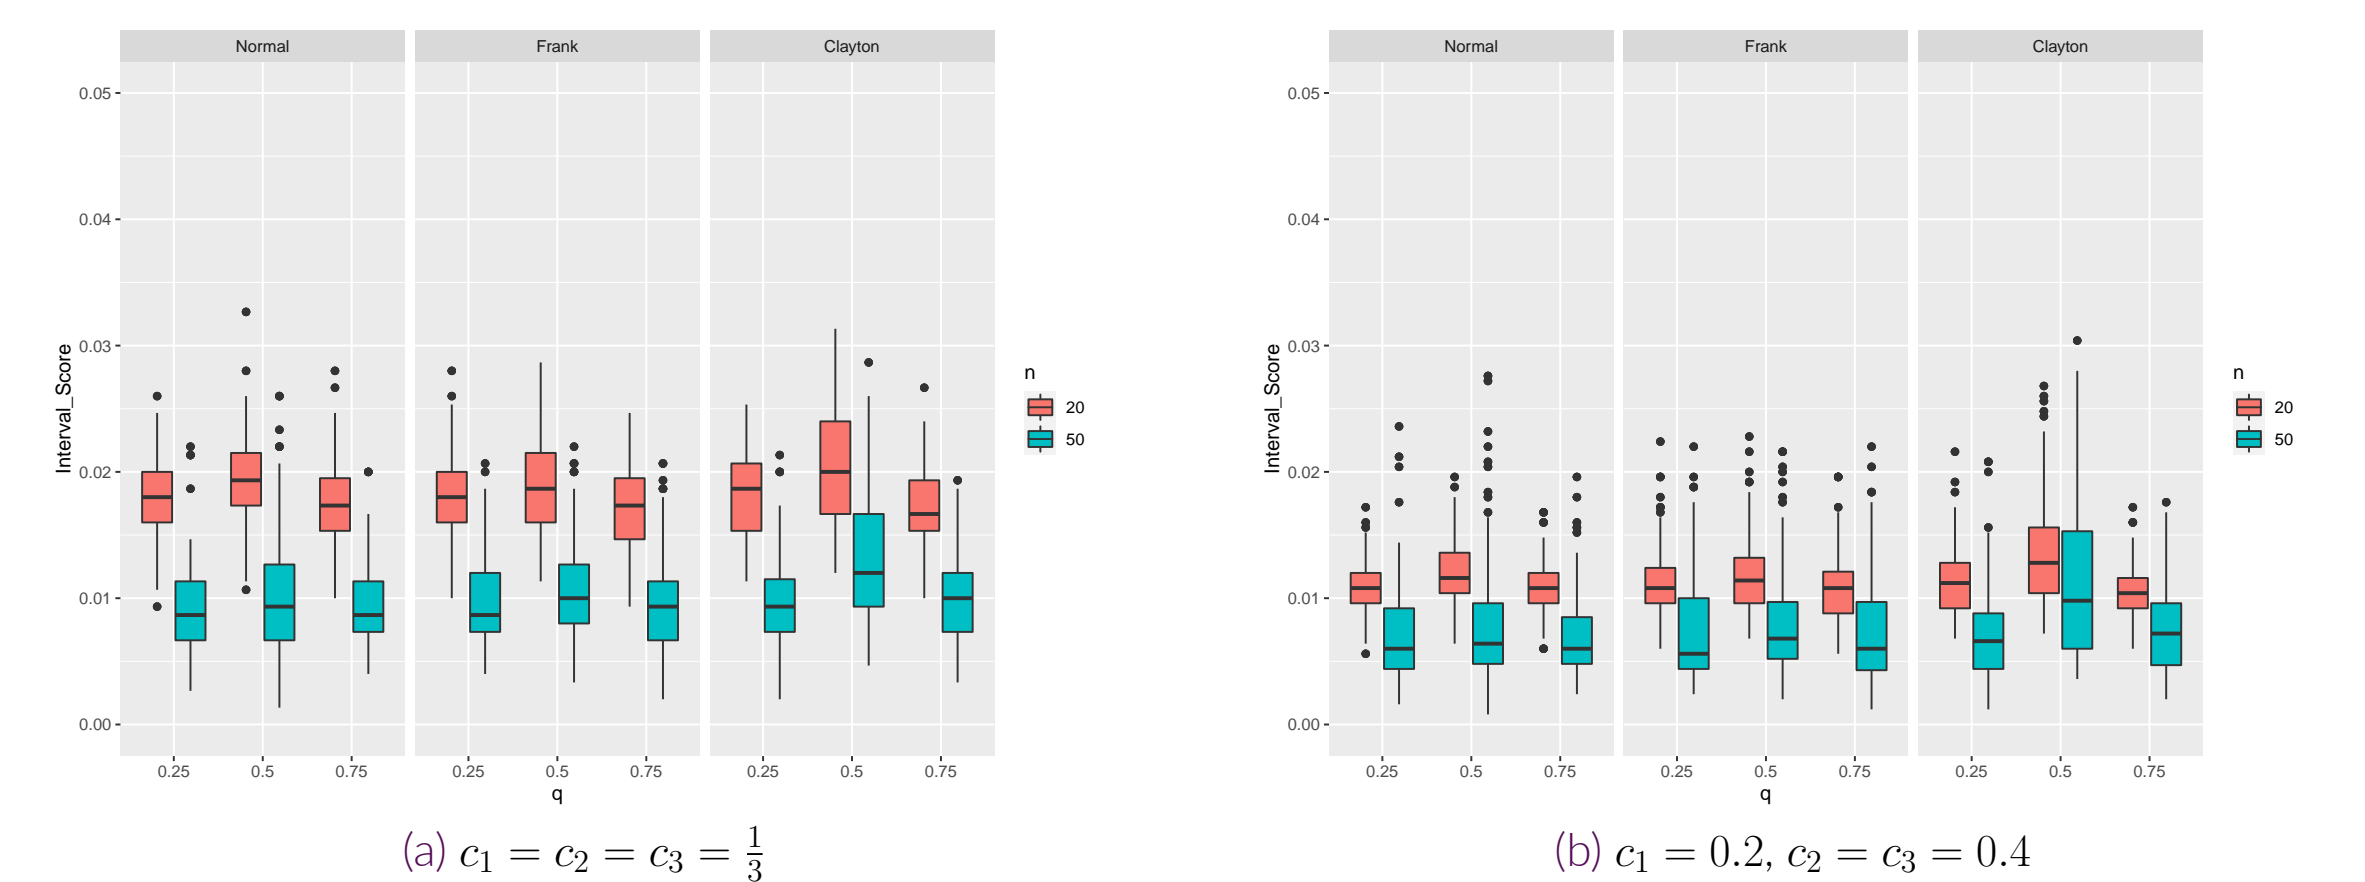 Normal Frank Clayton
0.05
0.04
0.03
0.02
0.01
0.00
Interval_Score
0.25 0.5 0.75 0.25 0.5 0.75 0.25 0.5 0.75
q
n
20
50
(a) c₁ = c₂ = c₃ = 1/3
Normal Frank Clayton
0.05
0.04
0.03
0.02
0.01
0.00
Interval_Score
0.25 0.5 0.75 0.25 0.5 0.75 0.25 0.5 0.75
q
n
20
50
(b) c₁ = 0.2, c₂ = c₃ = 0.4